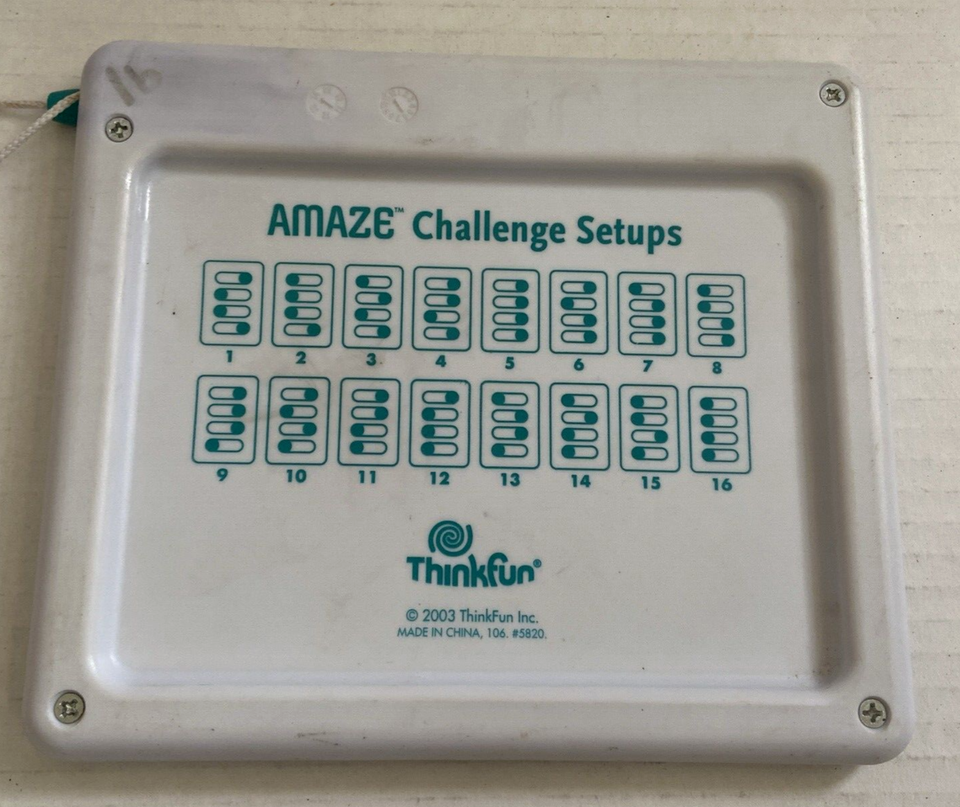 16
AMAZE™ Challenge Setups
1 2 3 4 5 6 7 8
9 10 11 12 13 14 15 16
ThinkFun®
© 2003 ThinkFun Inc.
MADE IN CHINA, 106. #5820.